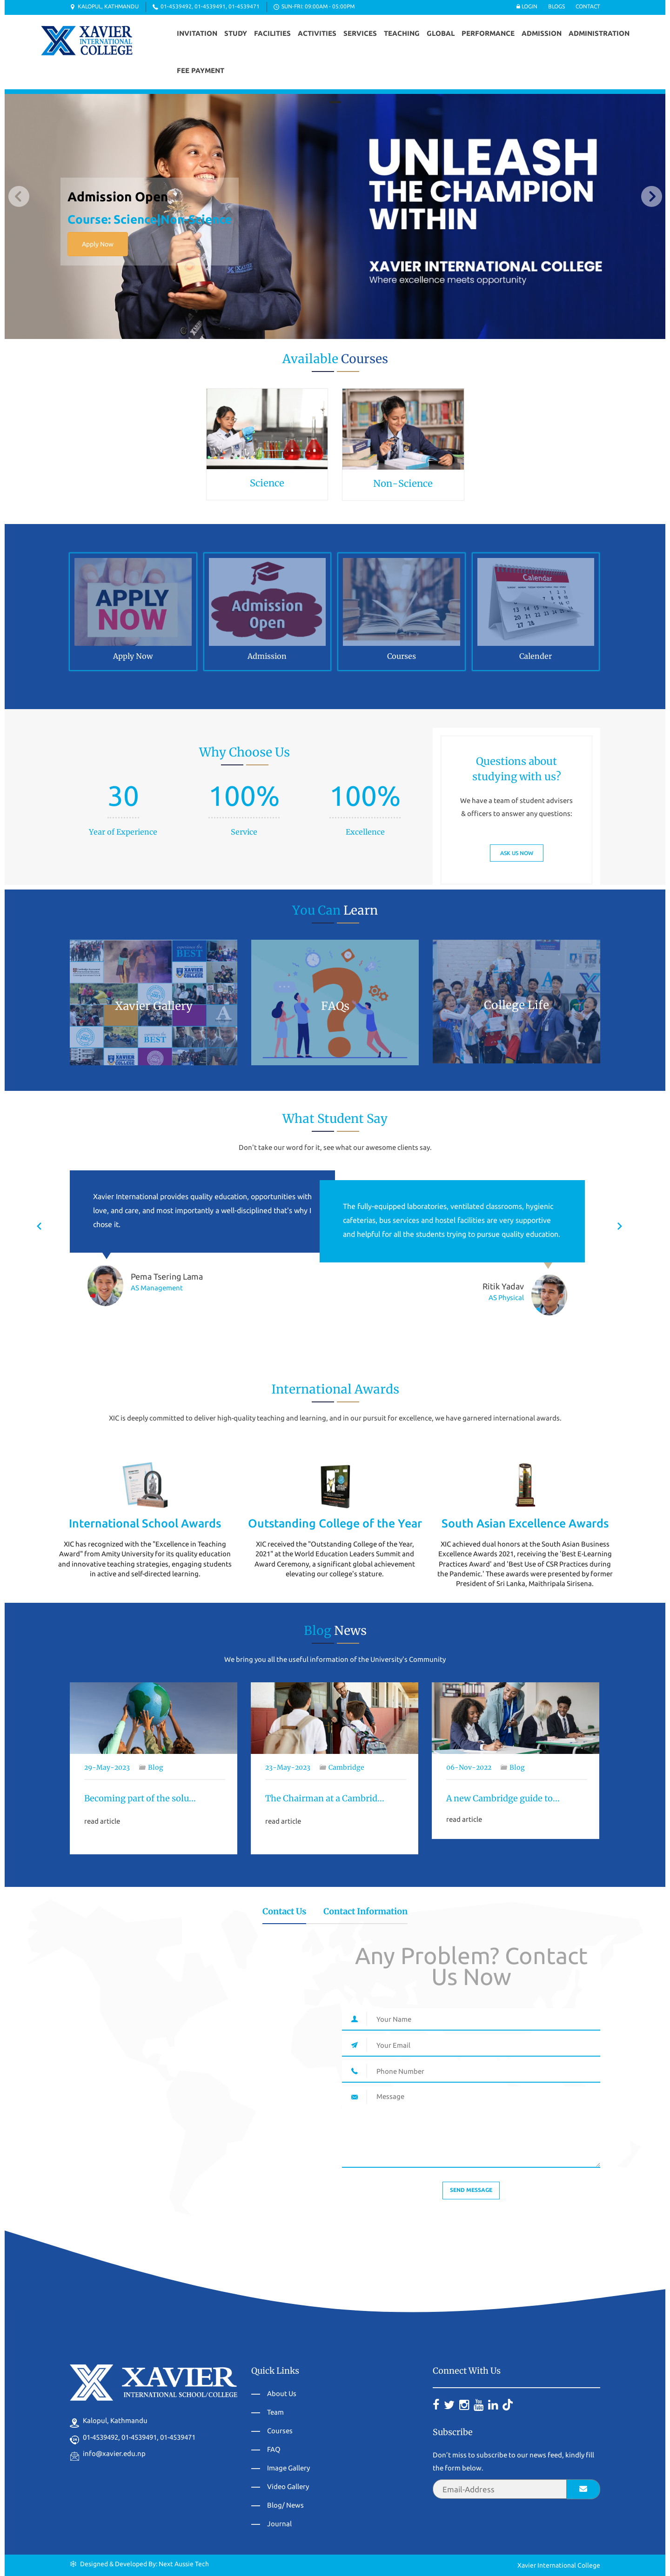 KALOPUL, KATHMANDU 01-4539492, 01-4539491, 01-4539471 SUN-FRI: 09:00AM - 05:00PM LOGIN BLOGS CONTACT
XAVIER
INTERNATIONAL
COLLEGE
INVITATION STUDY FACILITIES ACTIVITIES SERVICES TEACHING GLOBAL PERFORMANCE ADMISSION ADMINISTRATION
FEE PAYMENT
UNLEASH
THE CHAMPION
WITHIN
XAVIER INTERNATIONAL COLLEGE
Where excellence meets opportunity
Admission Open
Course: Science|Non-Science
Apply Now
Available Courses
Science
Non-Science
APPLY
NOW
Apply Now
Admission
Open
Admission
Courses
Calendar
Calender
Why Choose Us
30 100% 100%
Year of Experience Service Excellence
Questions about
studying with us?
We have a team of student advisers
& officers to answer any questions:
ASK US NOW
You Can Learn
BEST
XAVIER
BEST
XAVIER
Xavier Gallery
FAQs
College Life
What Student Say
Don't take our word for it, see what our awesome clients say.
Xavier International provides quality education, opportunities with
love, and care, and most importantly a well-disciplined that's why I
chose it.
Pema Tsering Lama
AS Management
The fully-equipped laboratories, ventilated classrooms, hygienic
cafeterias, bus services and hostel facilities are very supportive
and helpful for all the students trying to pursue quality education.
Ritik Yadav
AS Physical
International Awards
XIC is deeply committed to deliver high-quality teaching and learning, and in our pursuit for excellence, we have garnered international awards.
International School Awards
XIC has recognized with the "Excellence in Teaching
Award" from Amity University for its quality education
and innovative teaching strategies, engaging students
in active and self-directed learning.
Outstanding College of the Year
XIC received the "Outstanding College of the Year,
2021" at the World Education Leaders Summit and
Award Ceremony, a significant global achievement
elevating our college's stature.
South Asian Excellence Awards
XIC achieved dual honors at the South Asian Business
Excellence Awards 2021, receiving the 'Best E-Learning
Practices Award' and 'Best Use of CSR Practices during
the Pandemic.' These awards were presented by former
President of Sri Lanka, Maithripala Sirisena.
Blog News
We bring you all the useful information of the University's Community
29-May-2023 Blog
Becoming part of the solu...
read article
23-May-2023 Cambridge
The Chairman at a Cambrid...
read article
06-Nov-2022 Blog
A new Cambridge guide to...
read article
Contact Us Contact Information
Any Problem? Contact
Us Now
Your Name
Your Email
Phone Number
Message
SEND MESSAGE
XAVIER
INTERNATIONAL SCHOOL/COLLEGE
Kalopul, Kathmandu
01-4539492, 01-4539491, 01-4539471
info@xavier.edu.np
Quick Links
About Us
Team
Courses
FAQ
Image Gallery
Video Gallery
Blog/ News
Journal
Connect With Us
Subscribe
Don't miss to subscribe to our news feed, kindly fill
the form below.
Email-Address
Designed & Developed By: Next Aussie Tech
Xavier International College